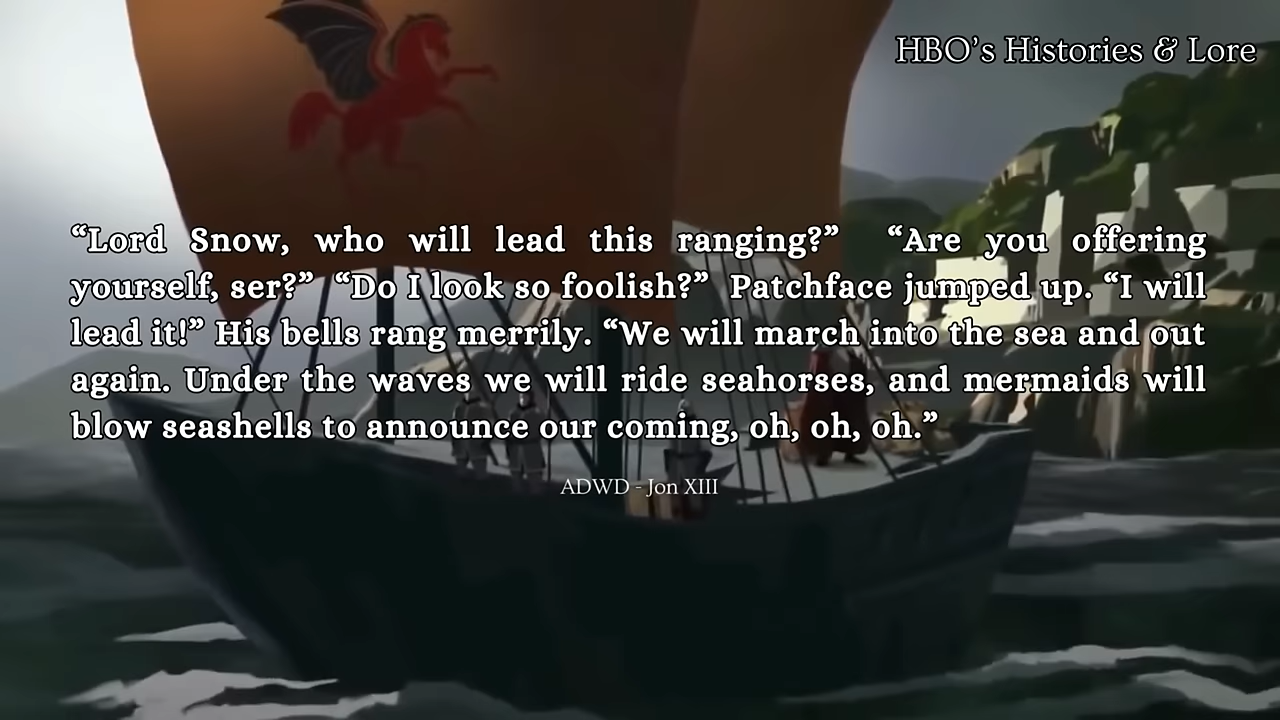 HBO’s Histories & Lore
“Lord Snow, who will lead this ranging?” “Are you offering
yourself, ser?” “Do I look so foolish?” Patchface jumped up. “I will
lead it!” His bells rang merrily. “We will march into the sea and out
again. Under the waves we will ride seahorses, and mermaids will
blow seashells to announce our coming, oh, oh, oh.”
ADWD - Jon XIII